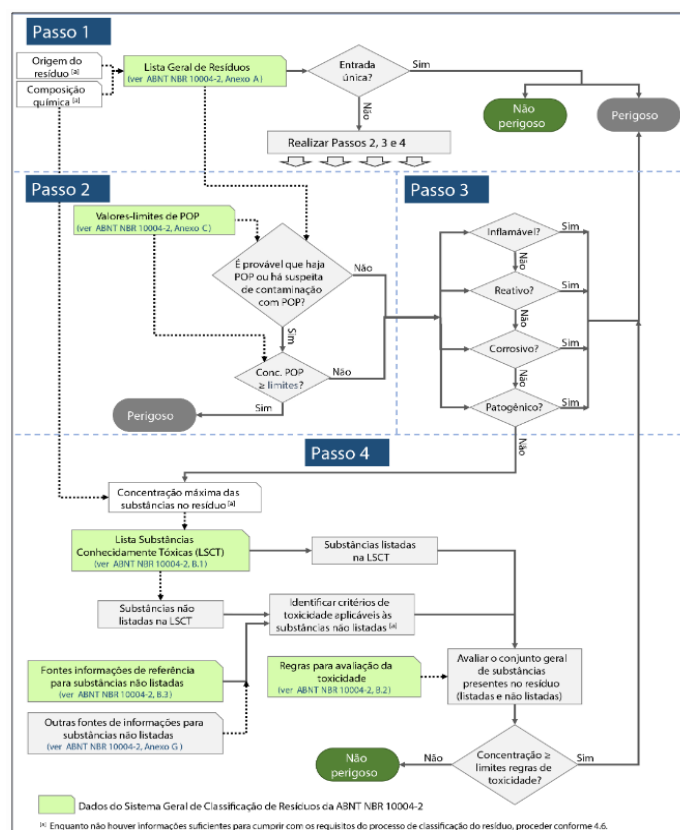 Passo 1
Origem do
resíduo [a]
Composição
química [a]
Lista Geral de Resíduos
(ver ABNT NBR 10004-2, Anexo A)
Entrada
única?
Sim
Não
Não
perigoso
Perigoso
Realizar Passos 2, 3 e 4
Passo 2
Valores-limites de POP
(ver ABNT NBR 10004-2, Anexo C)
É provável que haja
POP ou há suspeita
de contaminação
com POP?
Não
Sim
Conc. POP
≥ limites?
Não
Sim
Perigoso
Passo 3
Inflamável?
Sim
Não
Reativo?
Sim
Não
Corrosivo?
Sim
Não
Patogênico?
Sim
Não
Passo 4
Concentração máxima das
substâncias no resíduo [a]
Lista Substâncias
Conhecidamente Tóxicas (LSCT)
(ver ABNT NBR 10004-2, B.1)
Substâncias listadas
na LSCT
Substâncias não
listadas na LSCT
Identificar critérios de
toxicidade aplicáveis às
substâncias não listadas [a]
Fontes informações de referência
para substâncias não listadas
(ver ABNT NBR 10004-2, B.3)
Regras para avaliação da
toxicidade
(ver ABNT NBR 10004-2, B.2)
Avaliar o conjunto geral
de substâncias
presentes no resíduo
(listadas e não listadas)
Outras fontes de informações para
substâncias não listadas
(ver ABNT NBR 10004-2, Anexo G)
Não
perigoso
Não
Concentração ≥
limites regras de
toxicidade?
Sim
Dados do Sistema Geral de Classificação de Resíduos da ABNT NBR 10004-2
[a] Enquanto não houver informações suficientes para cumprir com os requisitos do processo de classificação do resíduo, proceder conforme 4.6.